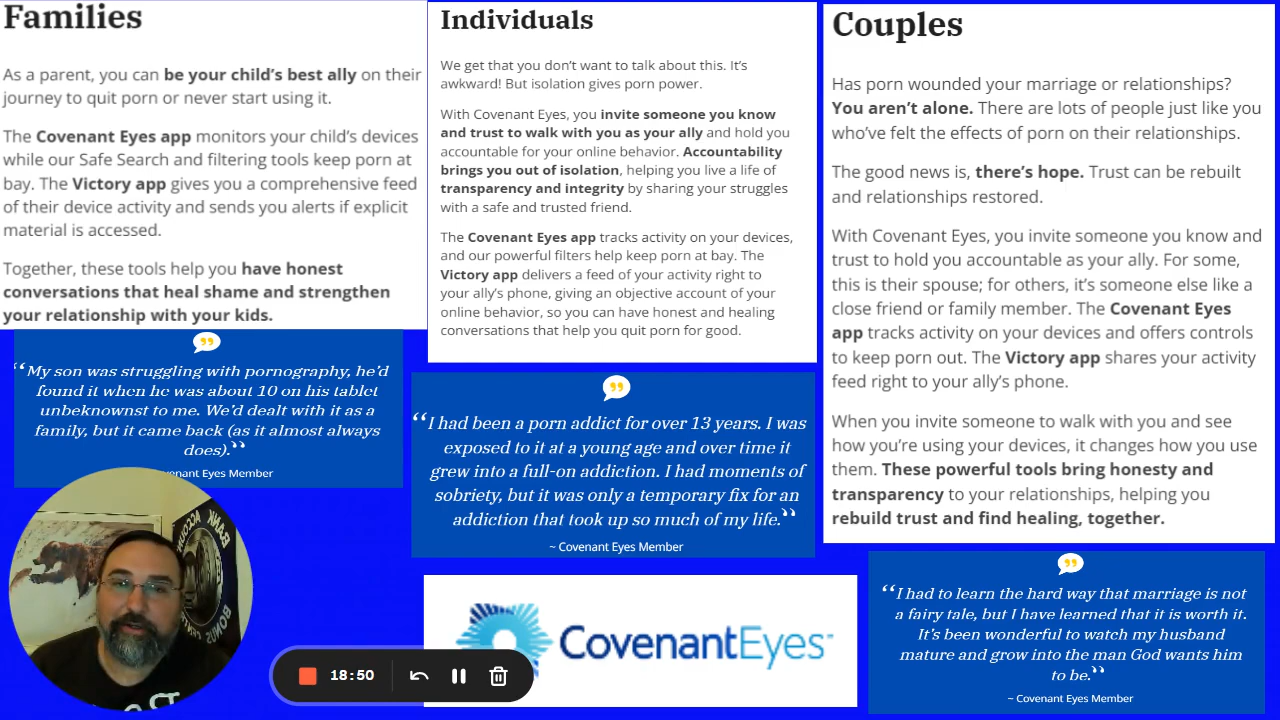 Families
As a parent, you can be your child's best ally on their
journey to quit porn or never start using it.
The Covenant Eyes app monitors your child's devices
while our Safe Search and filtering tools keep porn at
bay. The Victory app gives you a comprehensive feed
of their device activity and sends you alerts if explicit
material is accessed.
Together, these tools help you have honest
conversations that heal shame and strengthen
your relationship with your kids.
“My son was struggling with pornography, he'd
found it when he was about 10 on his tablet
unbeknownst to me. We'd dealt with it as a
family, but it came back (as it almost always
does).”
venant Eyes Member
Individuals
We get that you don't want to talk about this. It's
awkward! But isolation gives porn power.
With Covenant Eyes, you invite someone you know
and trust to walk with you as your ally and hold you
accountable for your online behavior. Accountability
brings you out of isolation, helping you live a life of
transparency and integrity by sharing your struggles
with a safe and trusted friend.
The Covenant Eyes app tracks activity on your devices,
and our powerful filters help keep porn at bay. The
Victory app delivers a feed of your activity right to
your ally's phone, giving an objective account of your
online behavior, so you can have honest and healing
conversations that help you quit porn for good.
“I had been a porn addict for over 13 years. I was
exposed to it at a young age and over time it
grew into a full-on addiction. I had moments of
sobriety, but it was only a temporary fix for an
addiction that took up so much of my life.”
~ Covenant Eyes Member
CovenantEyes
18:50
Couples
Has porn wounded your marriage or relationships?
You aren't alone. There are lots of people just like you
who've felt the effects of porn on their relationships.
The good news is, there's hope. Trust can be rebuilt
and relationships restored.
With Covenant Eyes, you invite someone you know and
trust to hold you accountable as your ally. For some,
this is their spouse; for others, it's someone else like a
close friend or family member. The Covenant Eyes
app tracks activity on your devices and offers controls
to keep porn out. The Victory app shares your activity
feed right to your ally's phone.
When you invite someone to walk with you and see
how you're using your devices, it changes how you use
them. These powerful tools bring honesty and
transparency to your relationships, helping you
rebuild trust and find healing, together.
“I had to learn the hard way that marriage is not
a fairy tale, but I have learned that it is worth it.
It's been wonderful to watch my husband
mature and grow into the man God wants him
to be.”
~ Covenant Eyes Member